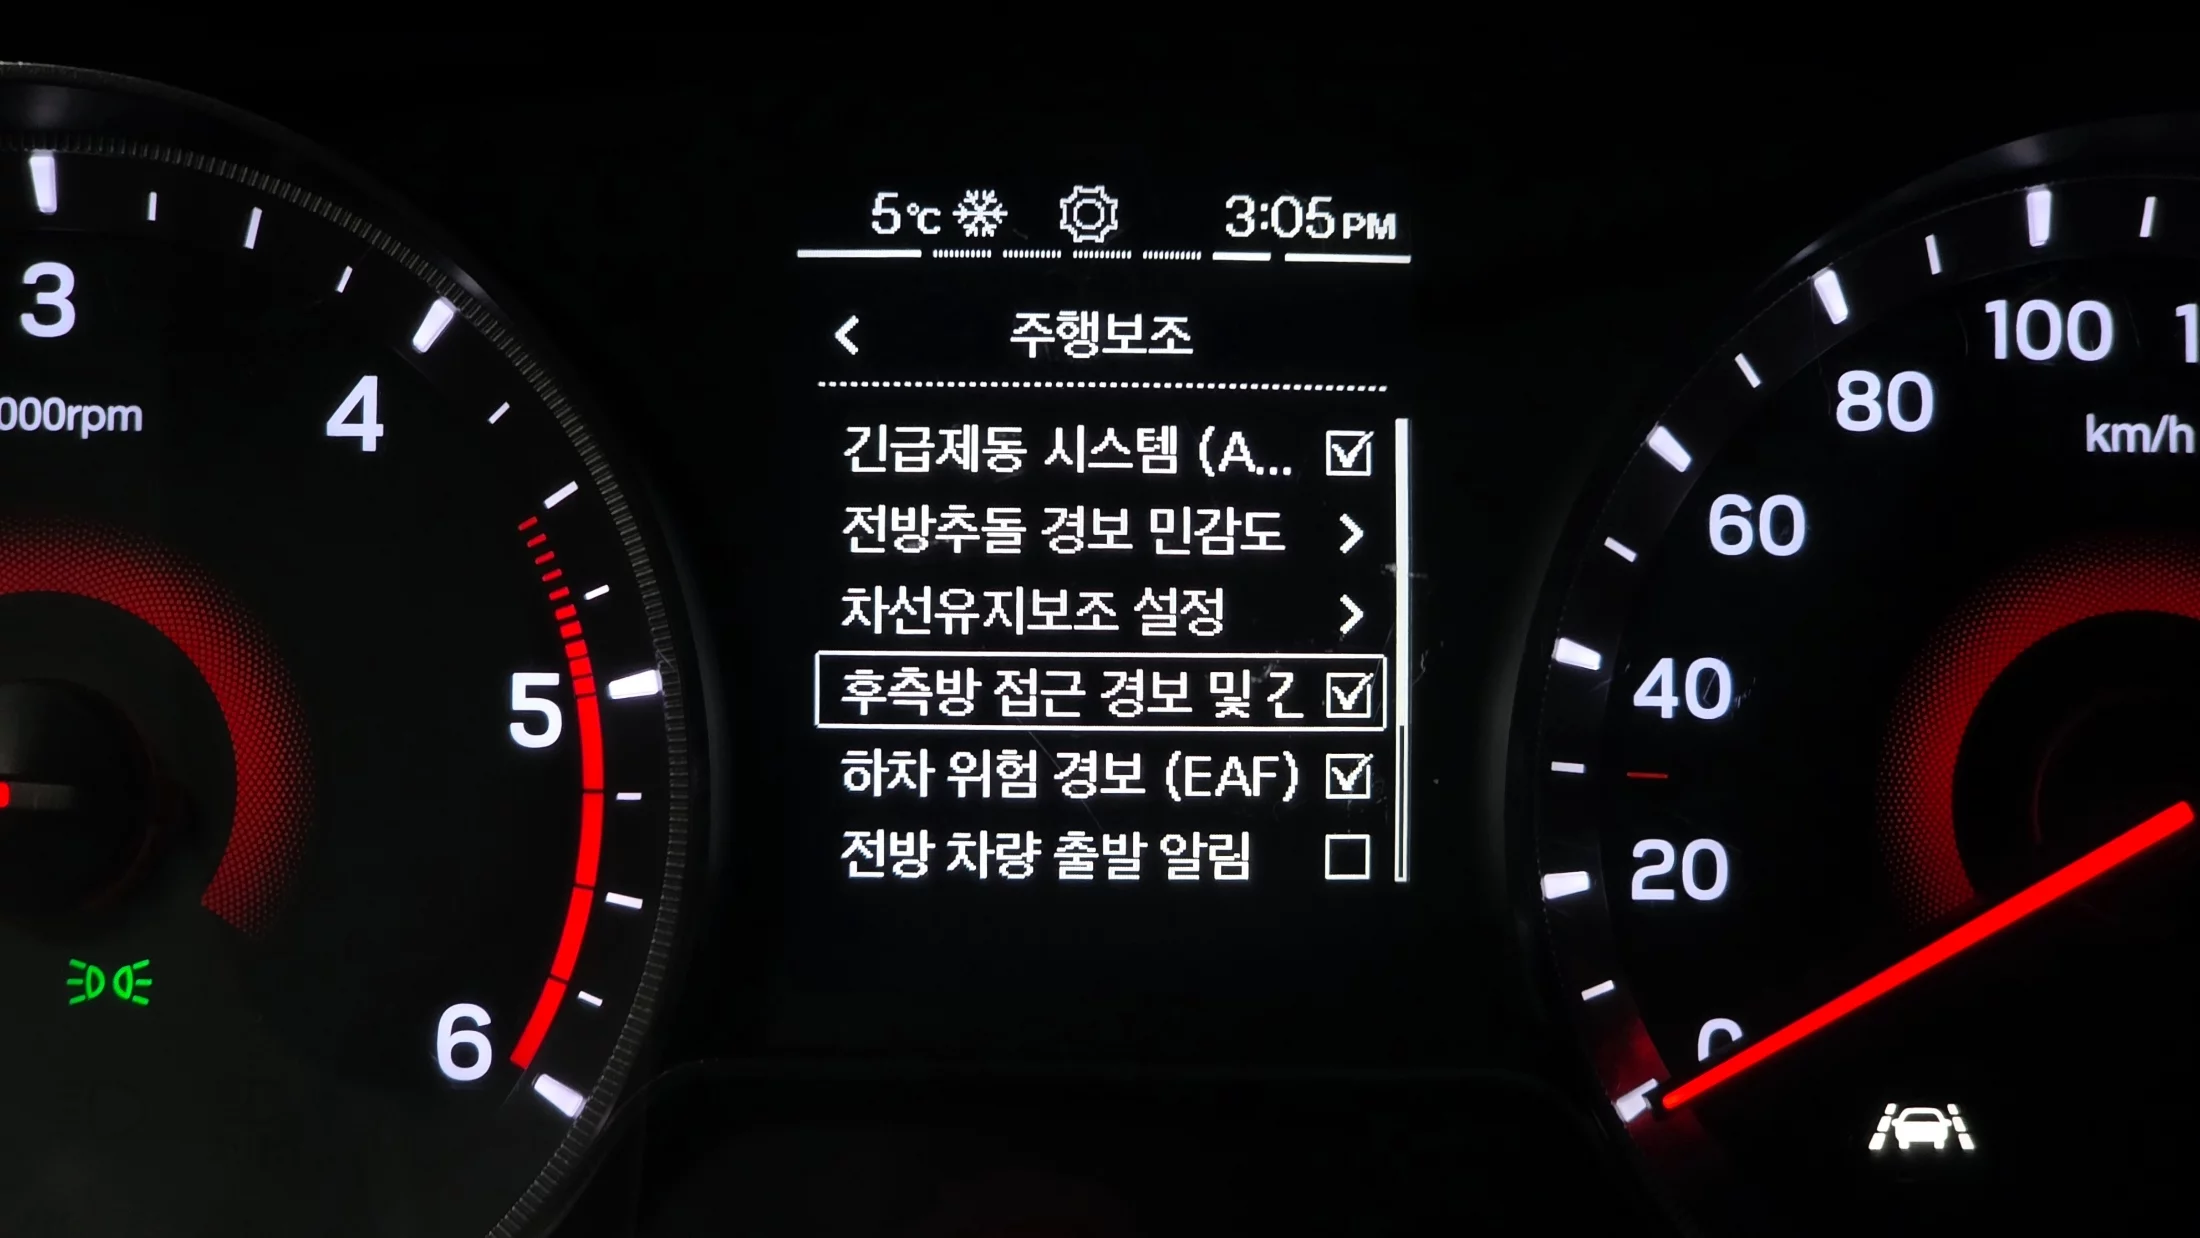 5℃ 3:05PM
주행보조
긴급제동 시스템 (A...
전방추돌 경보 민감도
차선유지보조 설정
후측방 접근 경보 및 긴
하차 위험 경보 (EAF)
전방 차량 출발 알림
3
4
5
6
000rpm
0
20
40
60
80
100
km/h